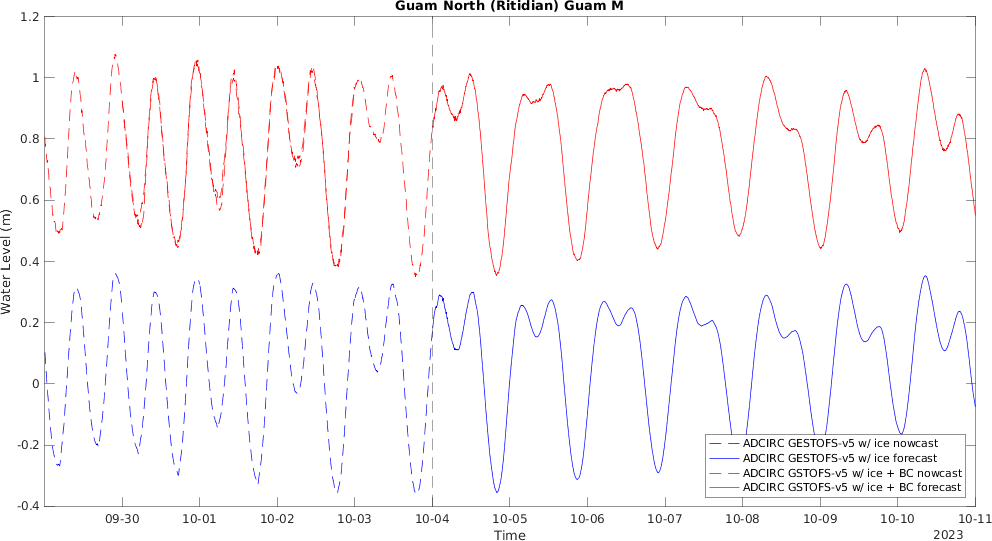 Guam North (Ritidian) Guam M
1.2
1
0.8
0.6
0.4
0.2
0
-0.2
-0.4
Water Level (m)
ADCIRC GESTOFS-v5 w/ ice nowcast
ADCIRC GESTOFS-v5 w/ ice forecast
ADCIRC GSTOFS-v5 w/ ice + BC nowcast
ADCIRC GSTOFS-v5 w/ ice + BC forecast
09-30 10-01 10-02 10-03 10-04 10-05 10-06 10-07 10-08 10-09 10-10 10-11
Time
2023